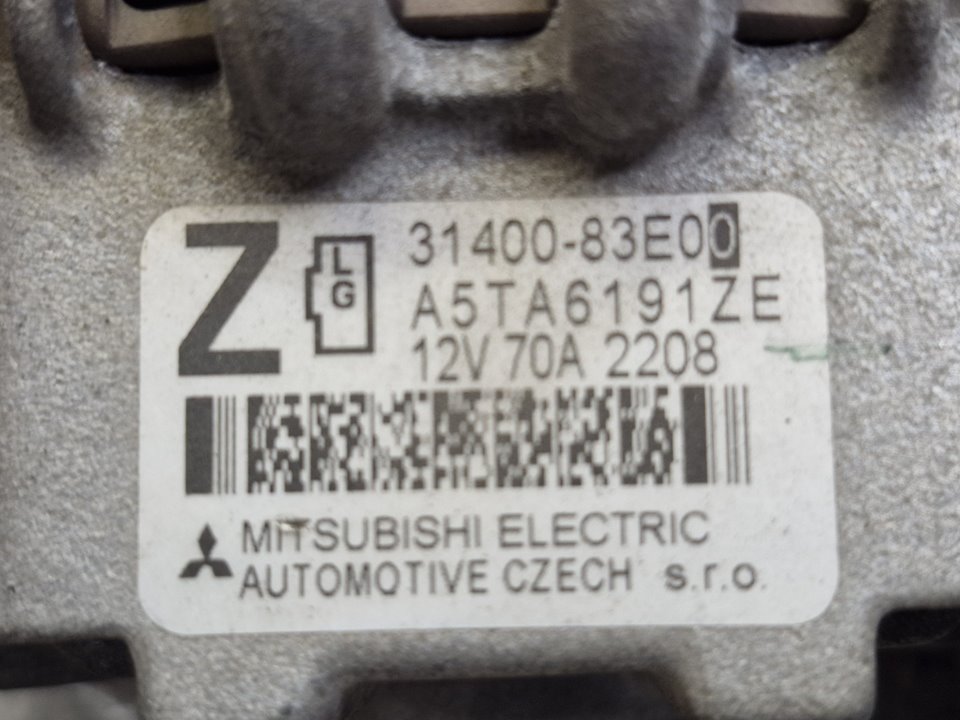 Z
L
G
31400-83E00
A5TA6191ZE
12V 70A 2208
MITSUBISHI ELECTRIC
AUTOMOTIVE CZECH s.r.o.